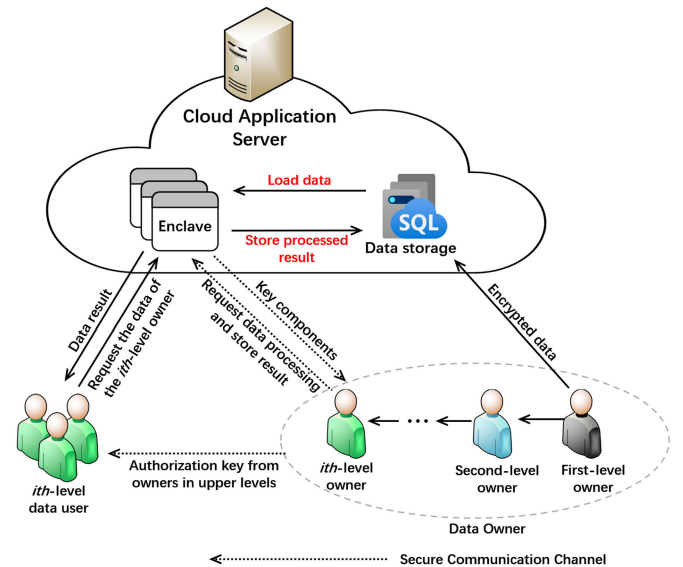 Cloud Application
Server
Load data
Enclave
SQL
Store processed
result
Data storage
Data result
Request the data of
the ith-level owner
Key components
Request data processing
and store result
Encrypted data
...
ith-level
data user
Authorization key from
owners in upper levels
ith-level
owner
Second-level
owner
First-level
owner
Data Owner
Secure Communication Channel